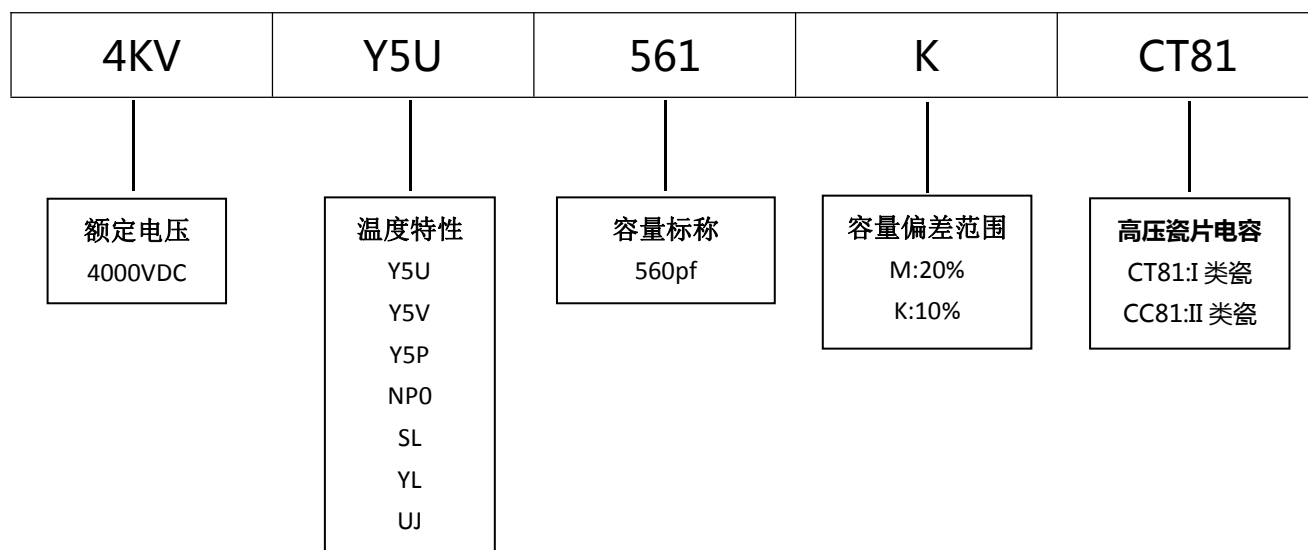 4KV Y5U 561 K CT81
额定电压
4000VDC
温度特性
Y5U
Y5V
Y5P
NP0
SL
YL
UJ
容量标称
560pf
容量偏差范围
M:20%
K:10%
高压瓷片电容
CT81:I 类瓷
CC81:II 类瓷